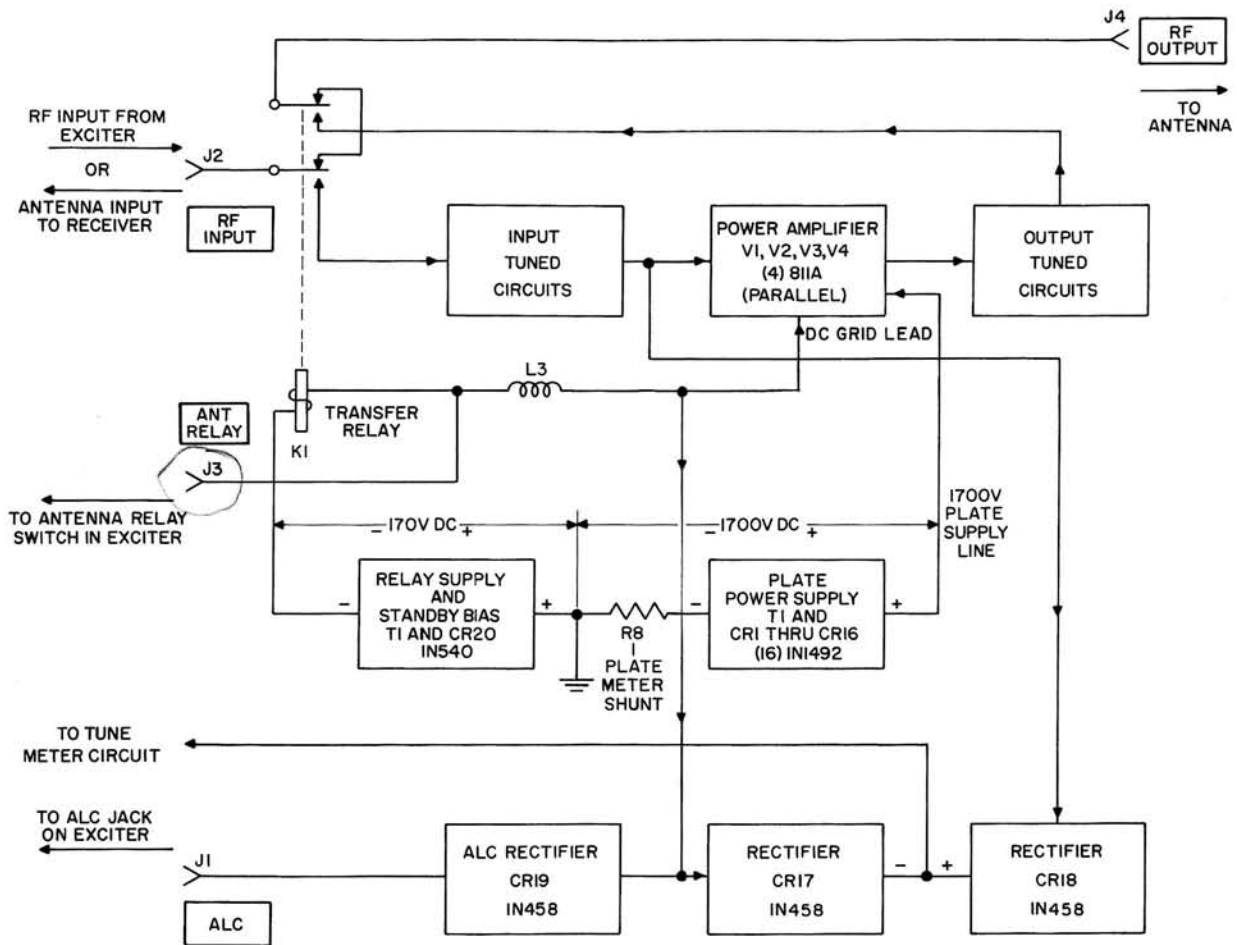 J4
RF
OUTPUT
TO
ANTENNA
RF INPUT FROM
EXCITER
OR
J2
ANTENNA INPUT
TO RECEIVER
RF
INPUT
INPUT
TUNED
CIRCUITS
POWER AMPLIFIER
V1, V2, V3, V4
(4) 811A
(PARALLEL)
OUTPUT
TUNED
CIRCUITS
DC GRID LEAD
L3
ANT
RELAY
TRANSFER
RELAY
K1
J3
TO ANTENNA RELAY
SWITCH IN EXCITER
- 170V DC +
- 1700V DC +
1700V
PLATE
SUPPLY
LINE
-
RELAY SUPPLY
AND
STANDBY BIAS
T1 AND CR20
IN540
+
R8
PLATE
METER
SHUNT
-
PLATE
POWER SUPPLY
T1 AND
CR1 THRU CR16
(16) IN1492
+
TO TUNE
METER CIRCUIT
TO ALC JACK
ON EXCITER
J1
ALC
ALC RECTIFIER
CR19
IN458
RECTIFIER
CR17
IN458
- +
RECTIFIER
CR18
IN458